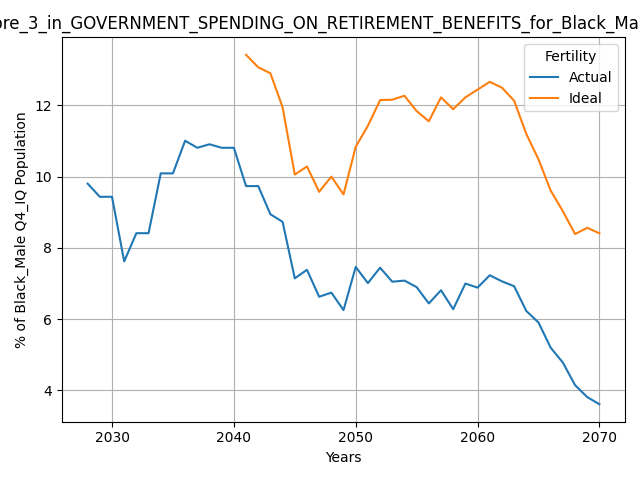 ore_3_in_GOVERNMENT_SPENDING_ON_RETIREMENT_BENEFITS_for_Black_Ma
Fertility
Actual
Ideal
% of Black_Male Q4_IQ Population
12
10
8
6
4
2030 2040 2050 2060 2070
Years